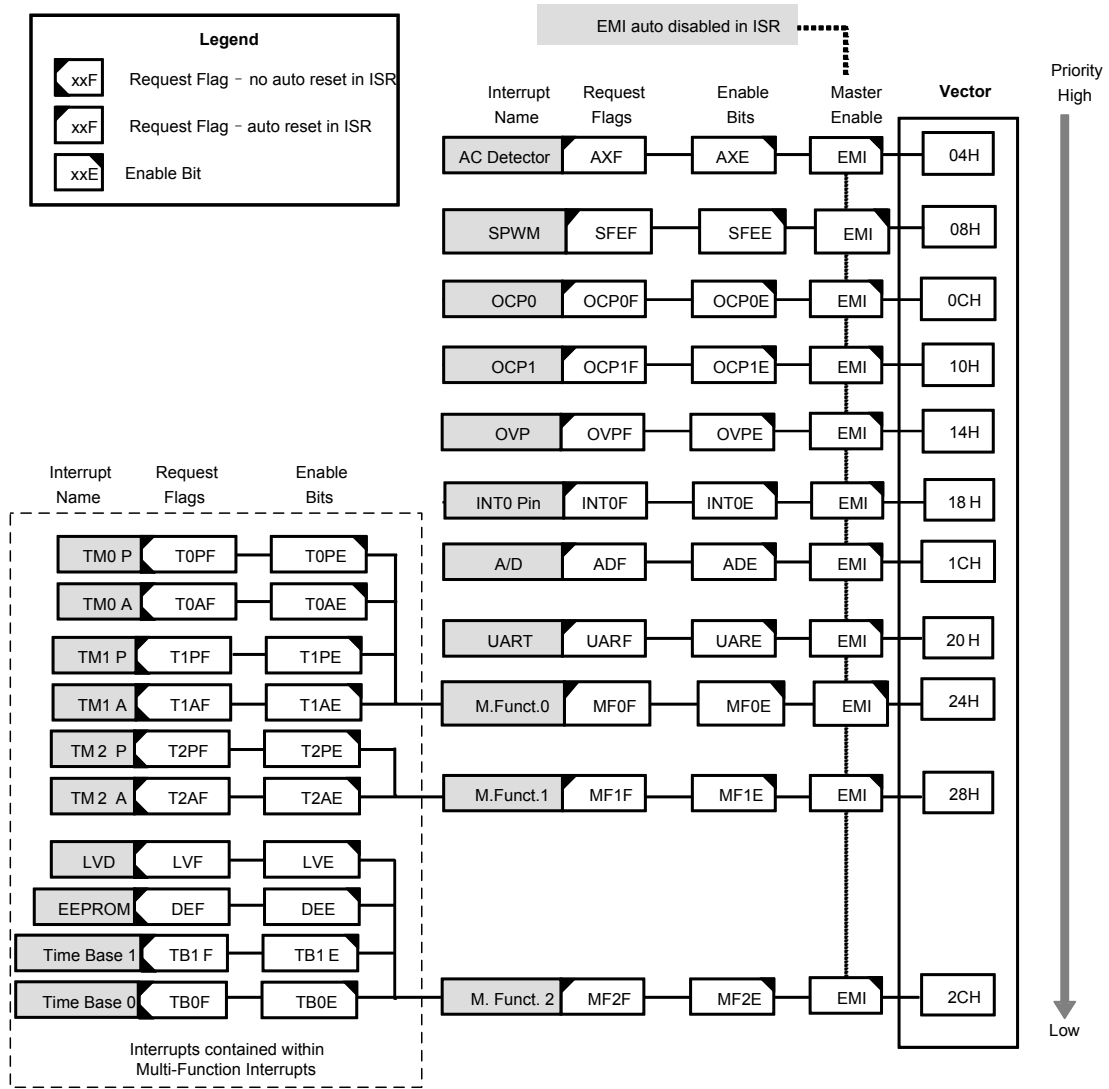 EMI auto disabled in ISR
Legend
xxF Request Flag – no auto reset in ISR
xxF Request Flag – auto reset in ISR
xxE Enable Bit
Priority
High
Interrupt Name
Request Flags
Enable Bits
Master Enable
Vector
AC Detector AXF AXE EMI 04H
SPWM SFEF SFEE EMI 08H
OCP0 OCP0F OCP0E EMI 0CH
OCP1 OCP1F OCP1E EMI 10H
OVP OVPF OVPE EMI 14H
INT0 Pin INT0F INT0E EMI 18 H
A/D ADF ADE EMI 1CH
UART UARF UARE EMI 20 H
M.Funct.0 MF0F MF0E EMI 24H
M.Funct.1 MF1F MF1E EMI 28H
M. Funct. 2 MF2F MF2E EMI 2CH
Low
Interrupt Name
Request Flags
Enable Bits
TM0 P T0PF T0PE
TM0 A T0AF T0AE
TM1 P T1PF T1PE
TM1 A T1AF T1AE
TM 2 P T2PF T2PE
TM 2 A T2AF T2AE
LVD LVF LVE
EEPROM DEF DEE
Time Base 1 TB1 F TB1 E
Time Base 0 TB0F TB0E
Interrupts contained within
Multi-Function Interrupts